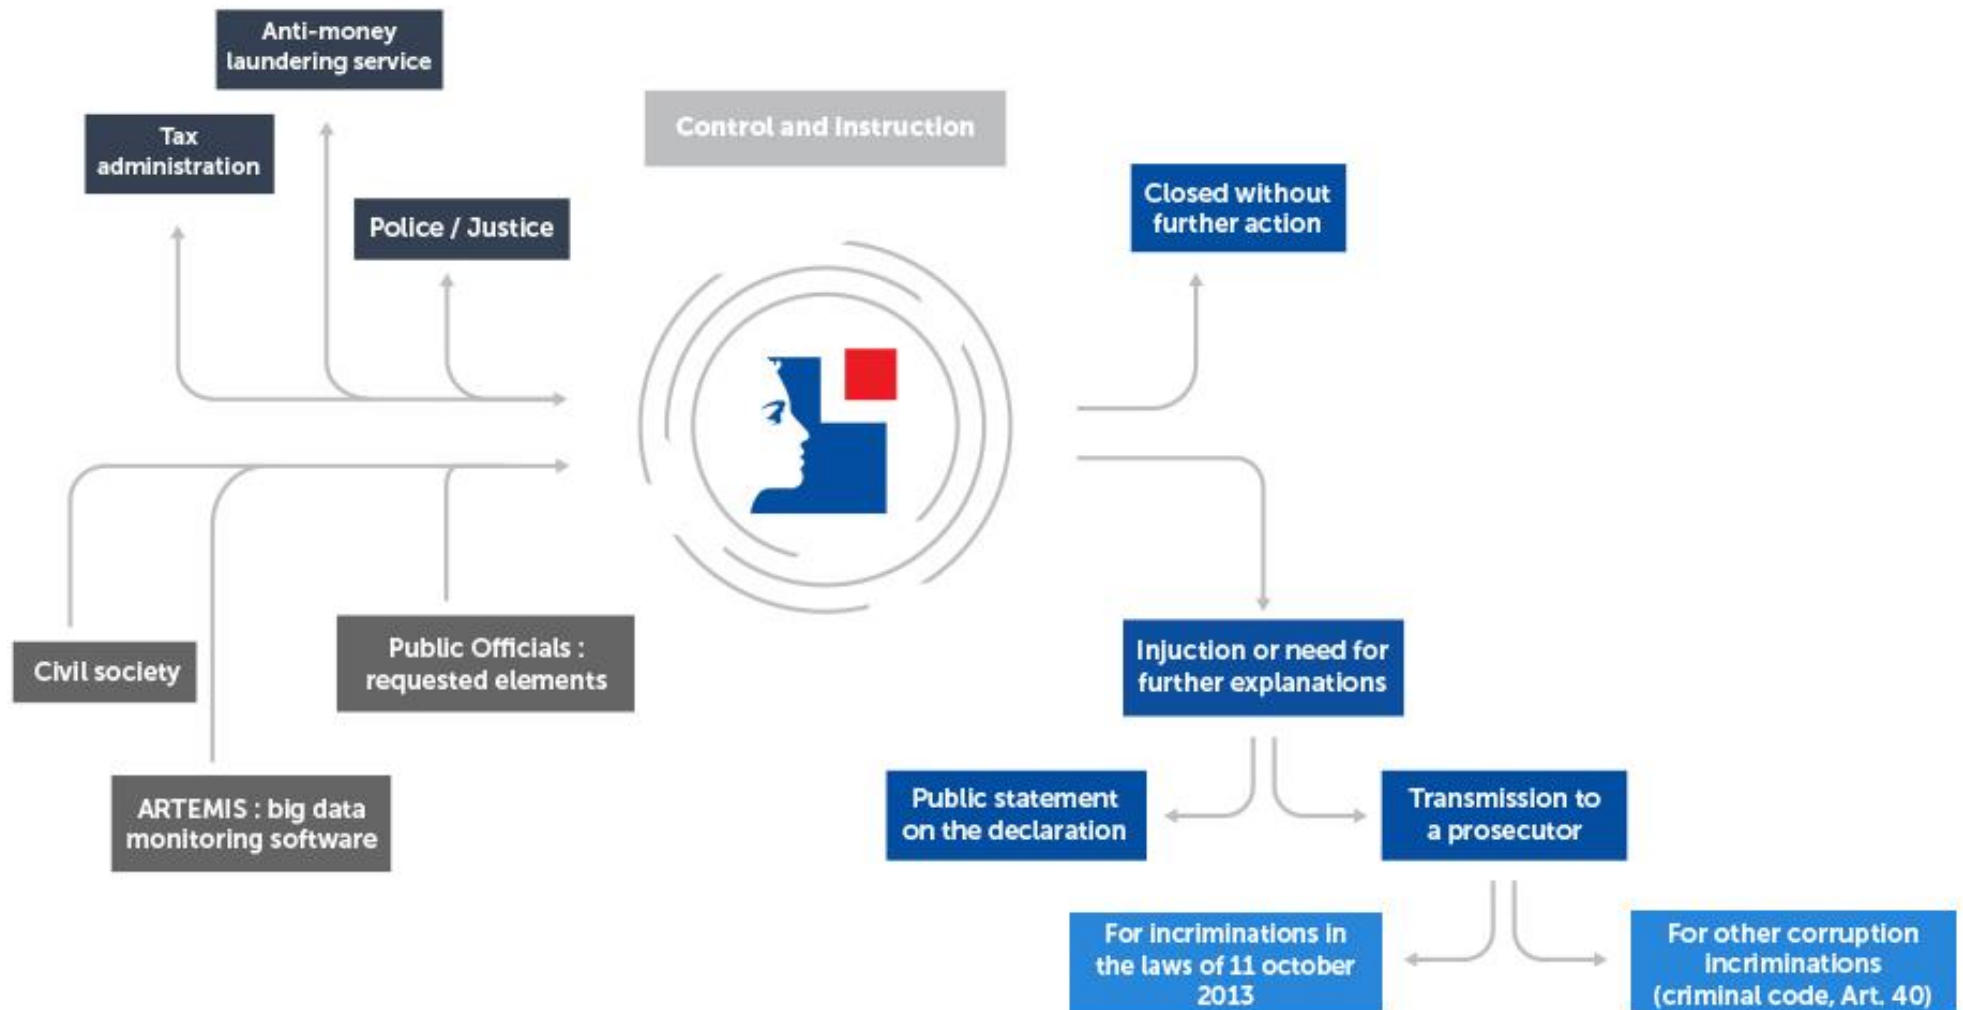 Anti-money
laundering service
Tax
administration
Police / Justice
Control and instruction
Closed without
further action
Civil society
Public Officials :
requested elements
ARTEMIS : big data
monitoring software
Injuction or need for
further explanations
Public statement
on the declaration
Transmission to
a prosecutor
For incriminations in
the laws of 11 october
2013
For other corruption
incriminations
(criminal code, Art. 40)